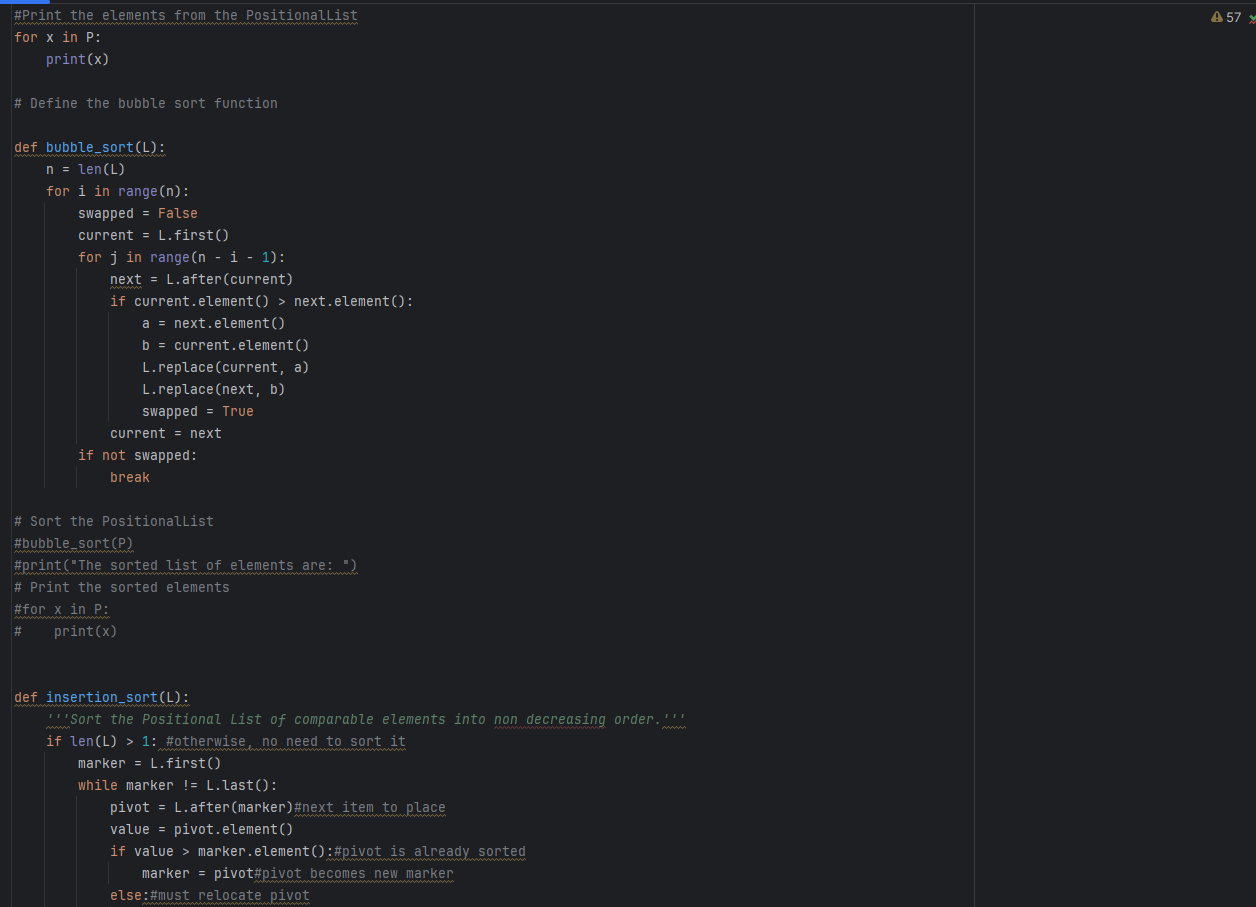 #Print the elements from the PositionalList
57
for x in P:
    print(x)
# Define the bubble sort function
def bubble_sort(L):
    n = len(L)
    for i in range(n):
        swapped = False
        current = L.first()
        for j in range(n - i - 1):
            next = L.after(current)
            if current.element() > next.element():
                a = next.element()
                b = current.element()
                L.replace(current, a)
                L.replace(next, b)
                swapped = True
            current = next
        if not swapped:
            break
# Sort the PositionalList
#bubble_sort(P)
#print("The sorted list of elements are: ")
# Print the sorted elements
#for x in P:
#    print(x)
def insertion_sort(L):
    '''Sort the Positional List of comparable elements into non decreasing order.'''
    if len(L) > 1: #otherwise, no need to sort it
        marker = L.first()
        while marker != L.last():
            pivot = L.after(marker)#next item to place
            value = pivot.element()
            if value > marker.element():#pivot is already sorted
                marker = pivot#pivot becomes new marker
            else:#must relocate pivot